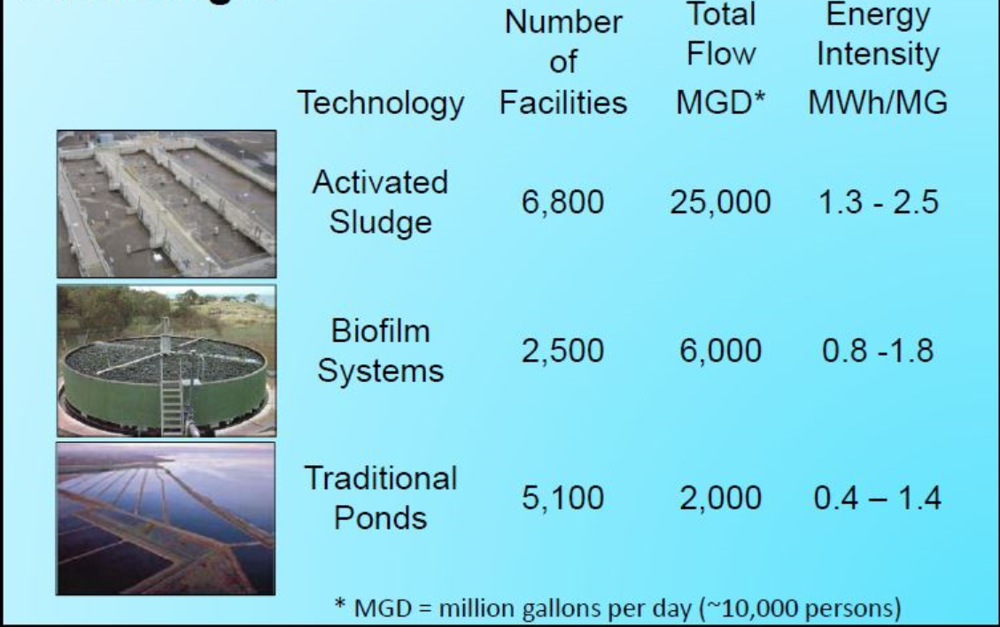 Number of Facilities
Total Flow MGD*
Energy Intensity MWh/MG
Technology
Activated Sludge
6,800
25,000
1.3 - 2.5
Biofilm Systems
2,500
6,000
0.8 -1.8
Traditional Ponds
5,100
2,000
0.4 – 1.4
* MGD = million gallons per day (~10,000 persons)